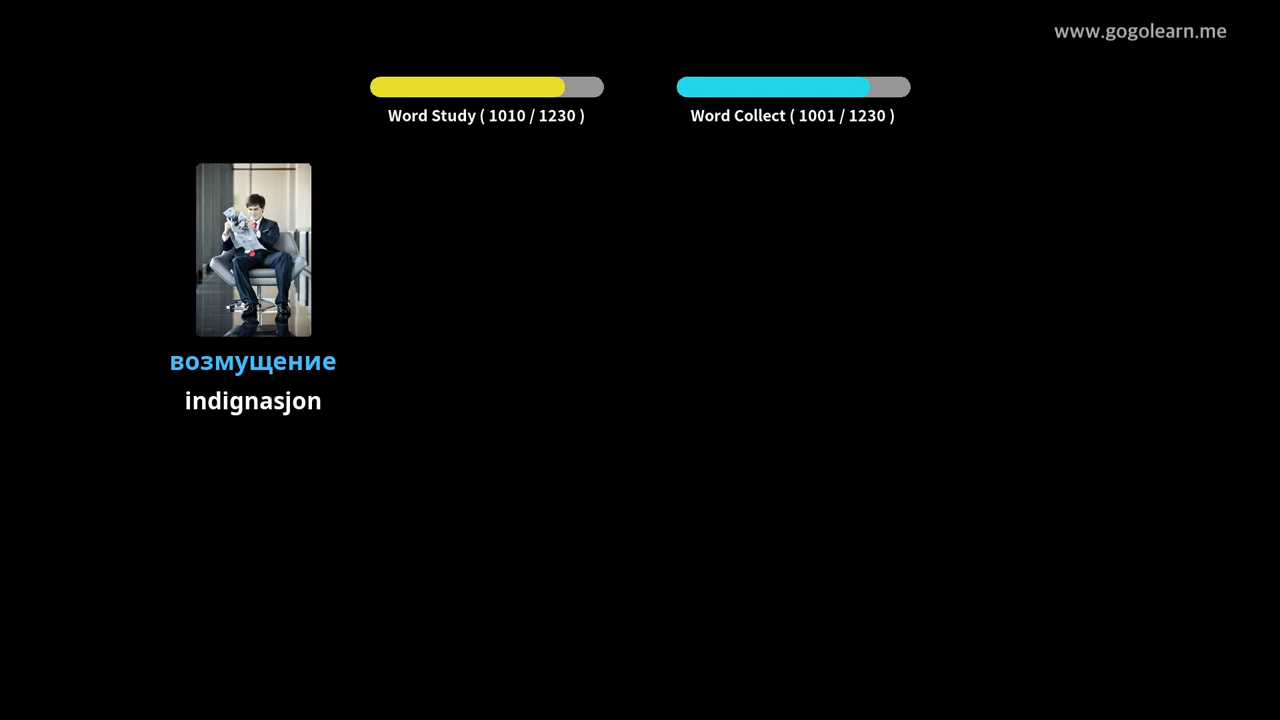 www.gogolearn.me
Word Study ( 1010 / 1230 )
Word Collect ( 1001 / 1230 )
возмущение
indignasjon